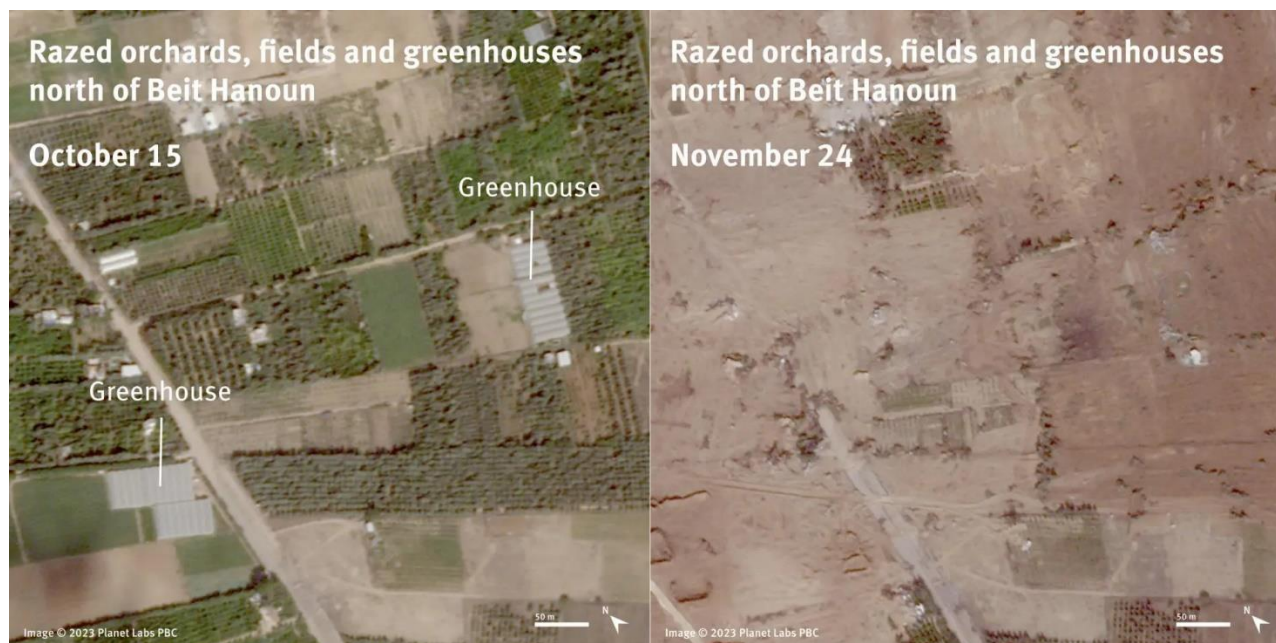 Razed orchards, fields and greenhouses
north of Beit Hanoun
October 15
Greenhouse
Greenhouse
50 m
N
Image © 2023 Planet Labs PBC
Razed orchards, fields and greenhouses
north of Beit Hanoun
November 24
50 m
N
Image © 2023 Planet Labs PBC